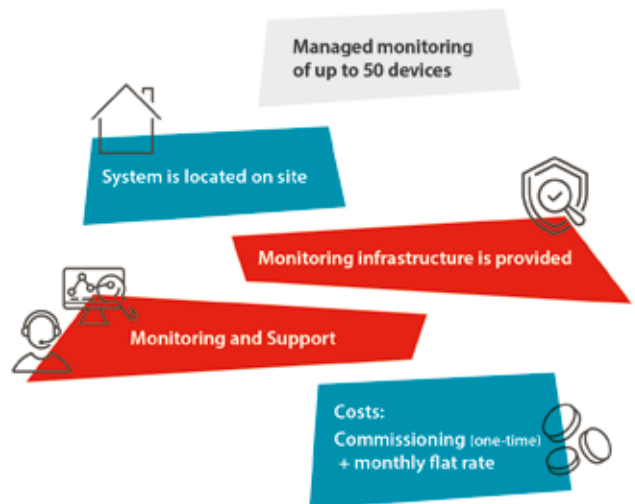 Managed monitoring
of up to 50 devices
System is located on site
Monitoring infrastructure is provided
Monitoring and Support
Costs:
Commissioning (one-time)
+ monthly flat rate